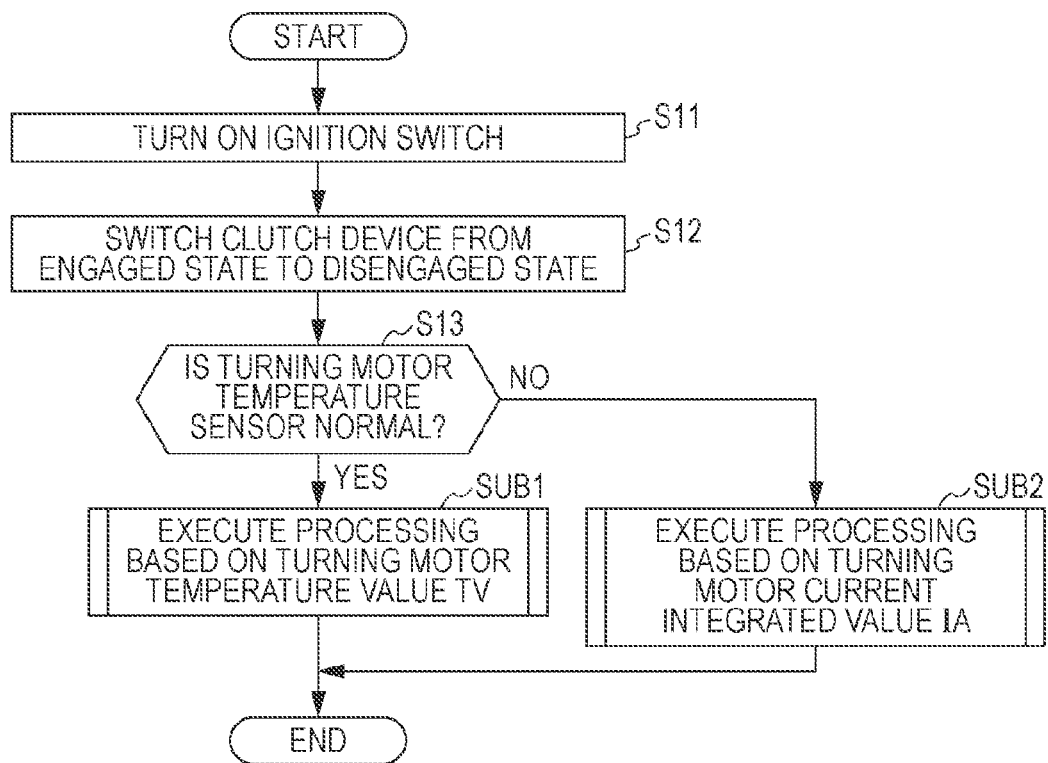 START
S11
TURN ON IGNITION SWITCH
S12
SWITCH CLUTCH DEVICE FROM
ENGAGED STATE TO DISENGAGED STATE
S13
IS TURNING MOTOR
TEMPERATURE
SENSOR NORMAL?
NO
YES
SUB1
EXECUTE PROCESSING
BASED ON TURNING MOTOR
TEMPERATURE VALUE TV
SUB2
EXECUTE PROCESSING
BASED ON TURNING
MOTOR CURRENT
INTEGRATED VALUE IA
END